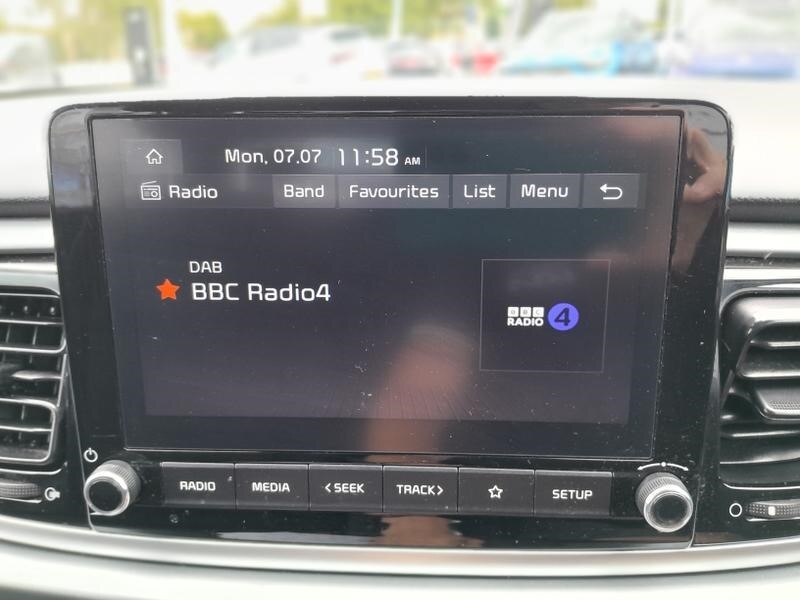 Mon, 07.07 11:58 AM
Radio Band Favourites List Menu
DAB
BBC Radio4
BBC
RADIO 4
RADIO MEDIA <SEEK TRACK> SETUP